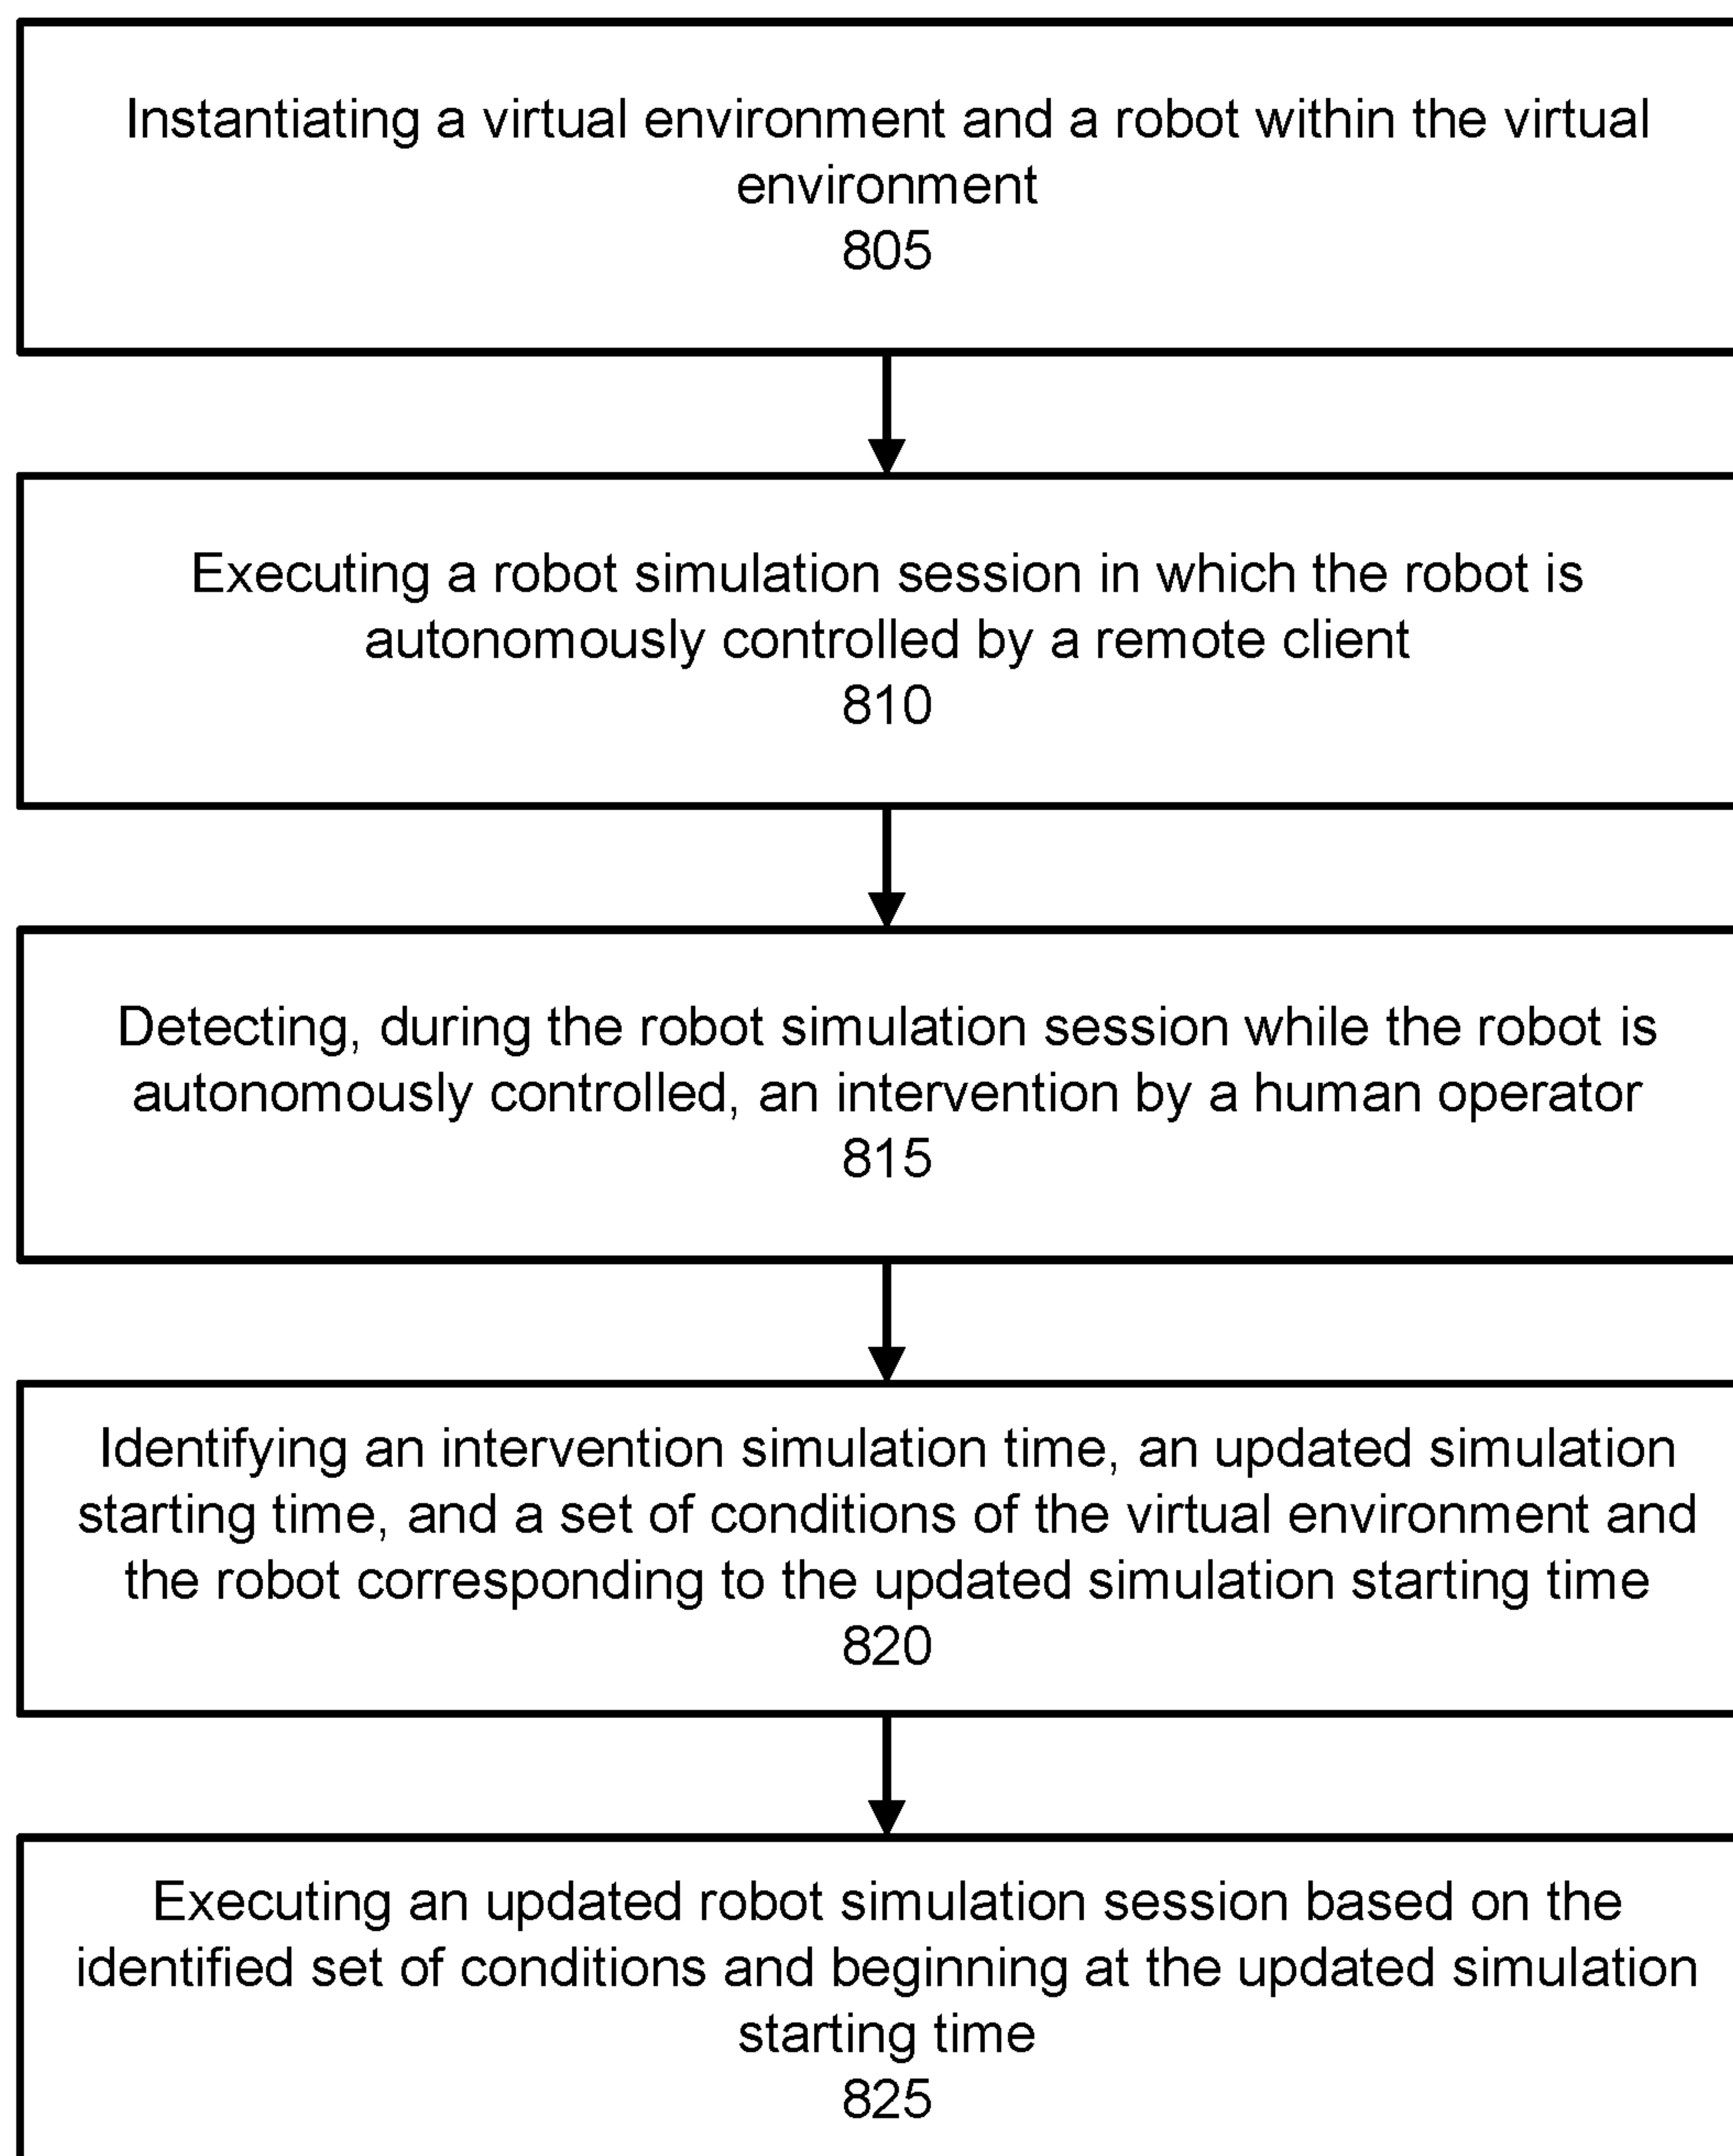 Instantiating a virtual environment and a robot within the virtual
environment
805
Executing a robot simulation session in which the robot is
autonomously controlled by a remote client
810
Detecting, during the robot simulation session while the robot is
autonomously controlled, an intervention by a human operator
815
Identifying an intervention simulation time, an updated simulation
starting time, and a set of conditions of the virtual environment and
the robot corresponding to the updated simulation starting time
820
Executing an updated robot simulation session based on the
identified set of conditions and beginning at the updated simulation
starting time
825